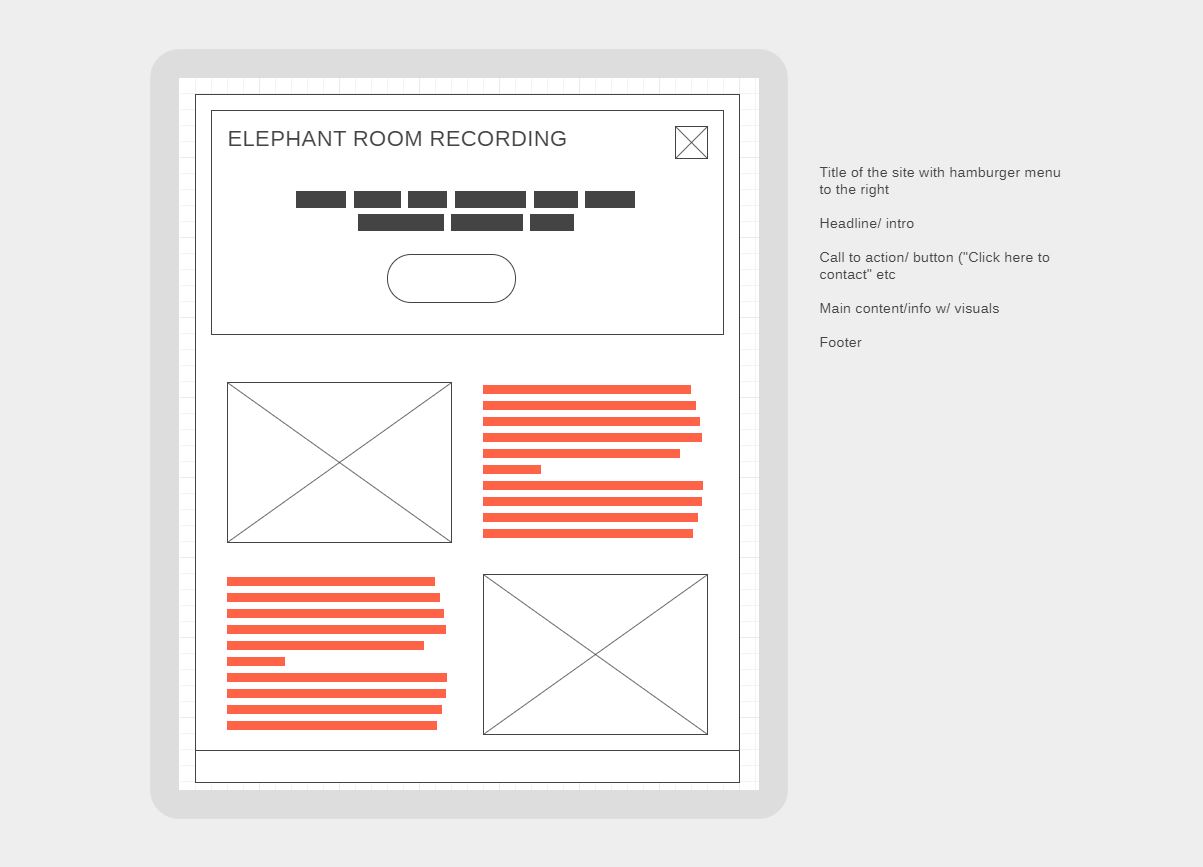 ELEPHANT ROOM RECORDING
Title of the site with hamburger menu
to the right
Headline/ intro
Call to action/ button ("Click here to
contact" etc
Main content/info w/ visuals
Footer